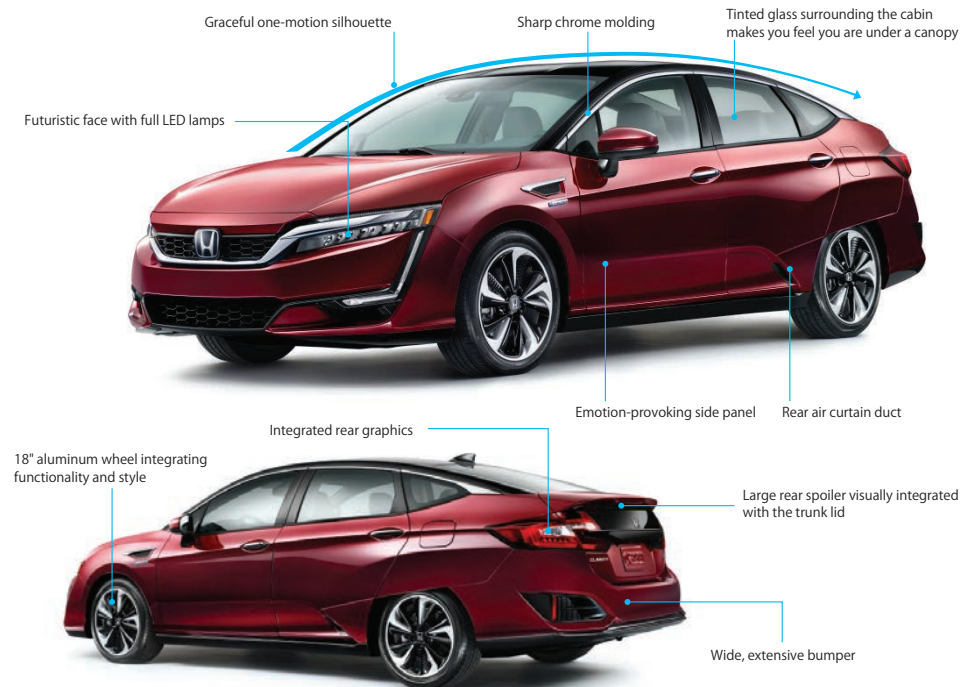 Graceful one-motion silhouette
Sharp chrome molding
Tinted glass surrounding the cabin
makes you feel you are under a canopy
Futuristic face with full LED lamps
Emotion-provoking side panel
Rear air curtain duct
Integrated rear graphics
18" aluminum wheel integrating
functionality and style
Large rear spoiler visually integrated
with the trunk lid
CLARITY
Wide, extensive bumper